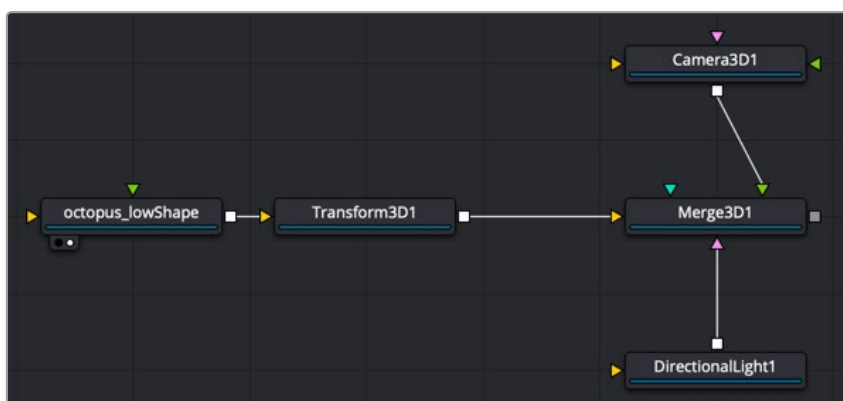 Camera3D1
octopus_lowShape
Transform3D1
Merge3D1
DirectionalLight1